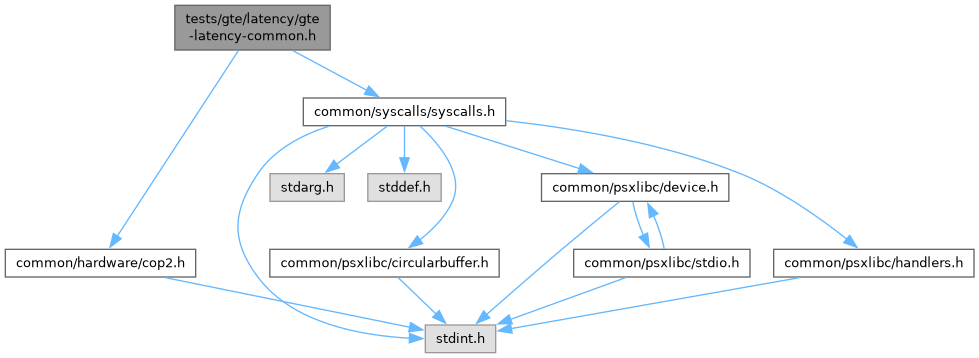 tests/gte/latency/gte
-latency-common.h
common/syscalls/syscalls.h
stdarg.h
stddef.h
common/psxlibc/device.h
common/hardware/cop2.h
common/psxlibc/circularbuffer.h
common/psxlibc/stdio.h
common/psxlibc/handlers.h
stdint.h